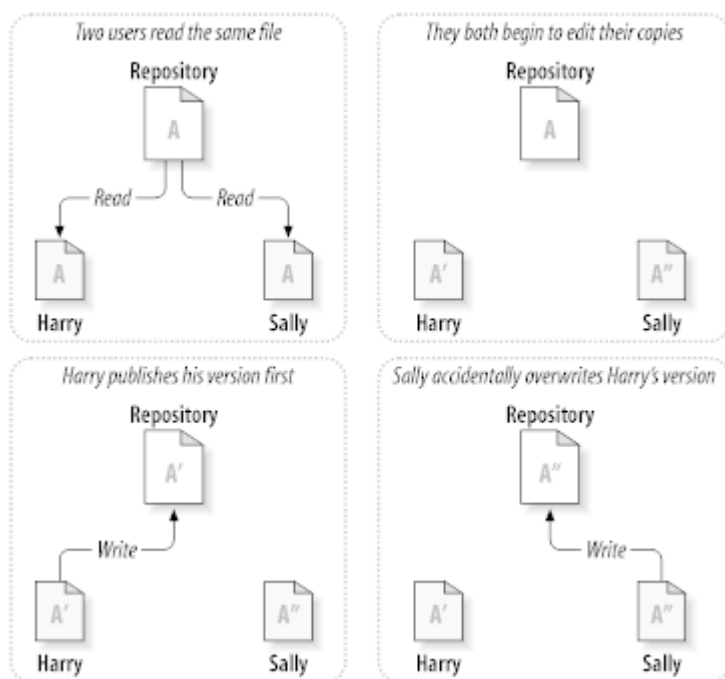 Two users read the same file
Repository
A
Read
Read
A
A
Harry
Sally
They both begin to edit their copies
Repository
A
A'
A"
Harry
Sally
Harry publishes his version first
Repository
A'
Write
A'
A"
Harry
Sally
Sally accidentally overwrites Harry's version
Repository
A"
Write
A'
A"
Harry
Sally